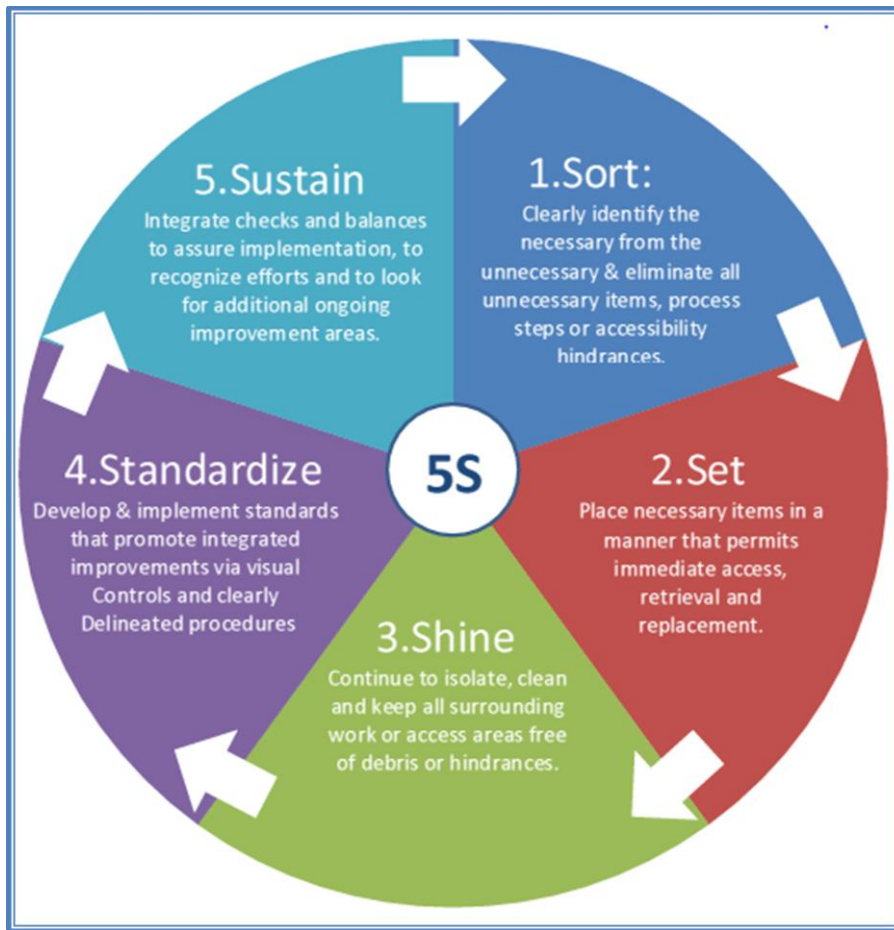 1.Sort:
Clearly identify the
necessary from the
unnecessary & eliminate all
unnecessary items, process
steps or accessibility
hindrances.
2.Set
Place necessary items in a
manner that permits
immediate access,
retrieval and
replacement.
3.Shine
Continue to isolate, clean
and keep all surrounding
work or access areas free
of debris or hindrances.
4.Standardize
Develop & implement standards
that promote integrated
improvements via visual
Controls and clearly
Delineated procedures
5.Sustain
Integrate checks and balances
to assure implementation, to
recognize efforts and to look
for additional ongoing
improvement areas.
5S